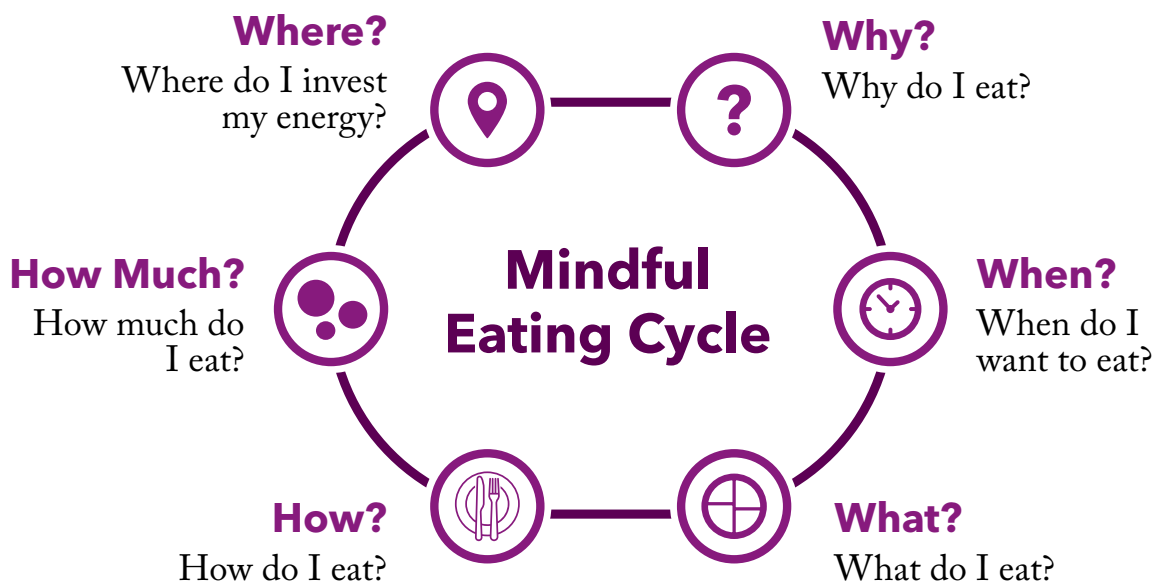 Where?
Where do I invest
my energy?
Why?
Why do I eat?
?
How Much?
How much do
I eat?
Mindful
Eating Cycle
When?
When do I
want to eat?
How?
How do I eat?
What?
What do I eat?